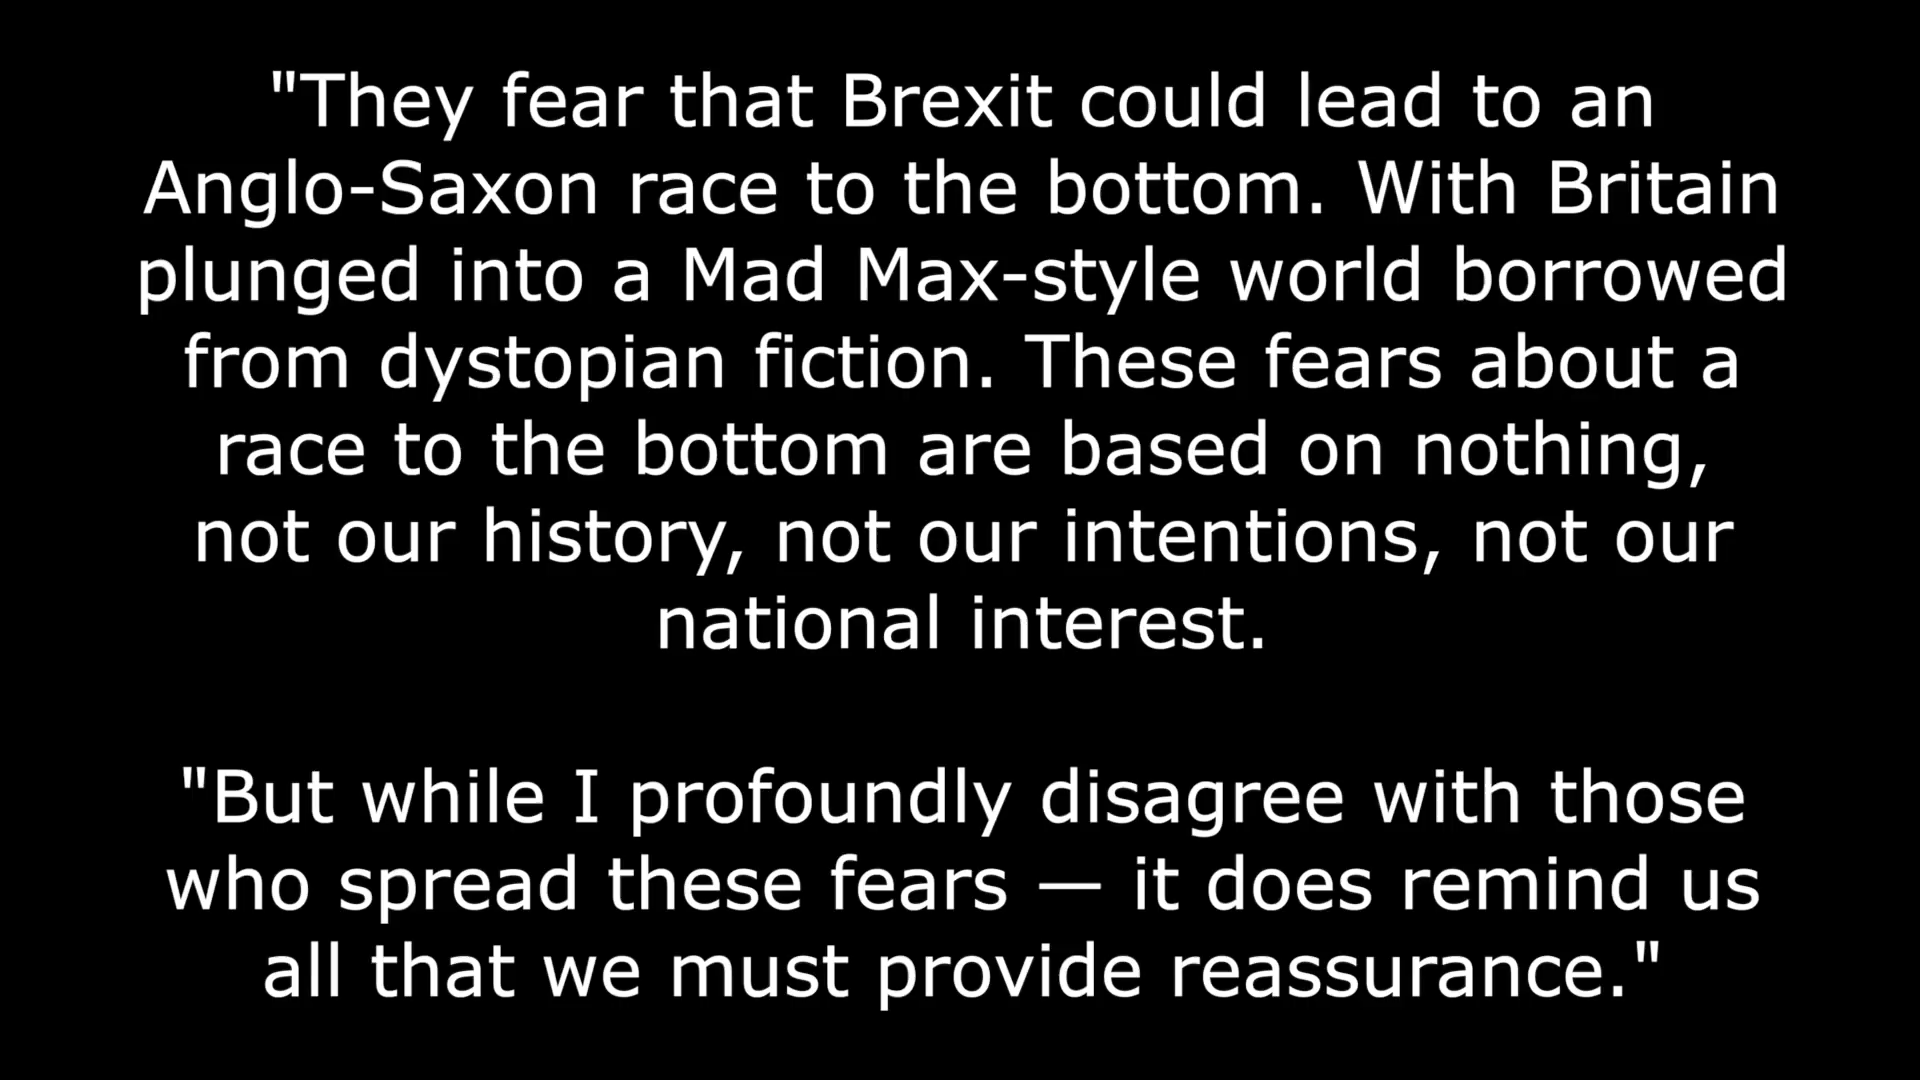 "They fear that Brexit could lead to an
Anglo-Saxon race to the bottom. With Britain
plunged into a Mad Max-style world borrowed
from dystopian fiction. These fears about a
race to the bottom are based on nothing,
not our history, not our intentions, not our
national interest.
"But while I profoundly disagree with those
who spread these fears — it does remind us
all that we must provide reassurance."